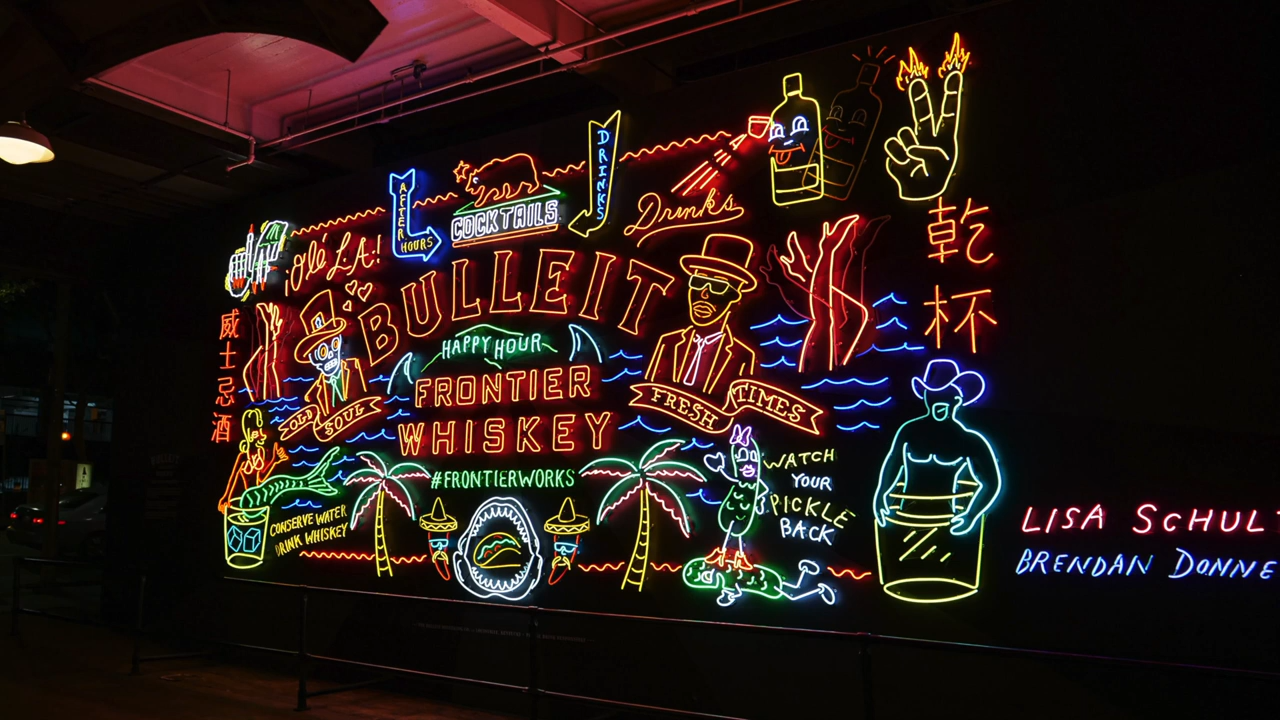 AFTER
HOURS
COCKTAILS
DRINKS
Drinks
¡Olé L.A.!
BULLEIT
HAPPY HOUR
FRONTIER
WHISKEY
#FRONTIERWORKS
OLD SOUL
FRESH TIMES
威士忌酒
乾杯
CONSERVE WATER
DRINK WHISKEY
WATCH
YOUR
PICKLE
BACK
LISA SCHUL
BRENDAN DONNE